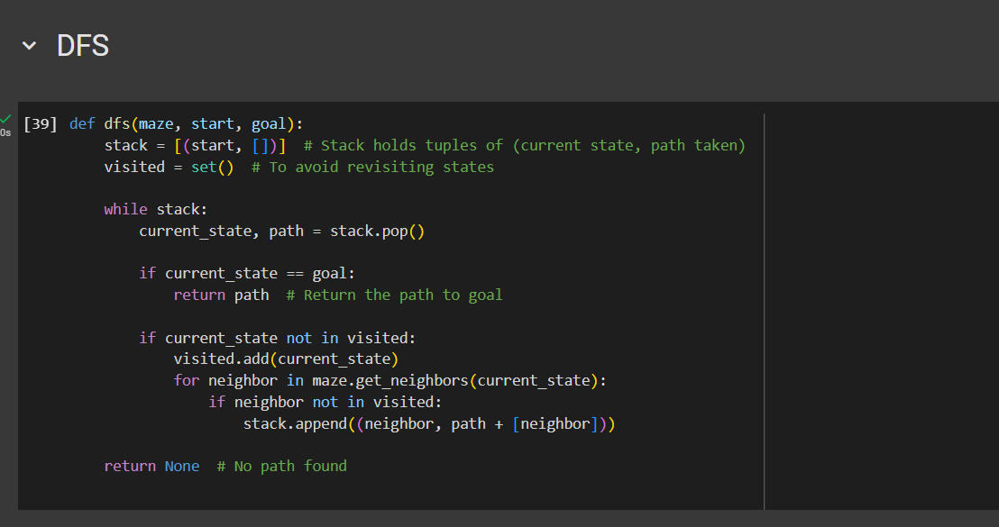 DFS
0s
[39] def dfs(maze, start, goal):
    stack = [(start, [])]  # Stack holds tuples of (current state, path taken)
    visited = set()  # To avoid revisiting states
    while stack:
        current_state, path = stack.pop()
        if current_state == goal:
            return path  # Return the path to goal
        if current_state not in visited:
            visited.add(current_state)
            for neighbor in maze.get_neighbors(current_state):
                if neighbor not in visited:
                    stack.append((neighbor, path + [neighbor]))
    return None  # No path found